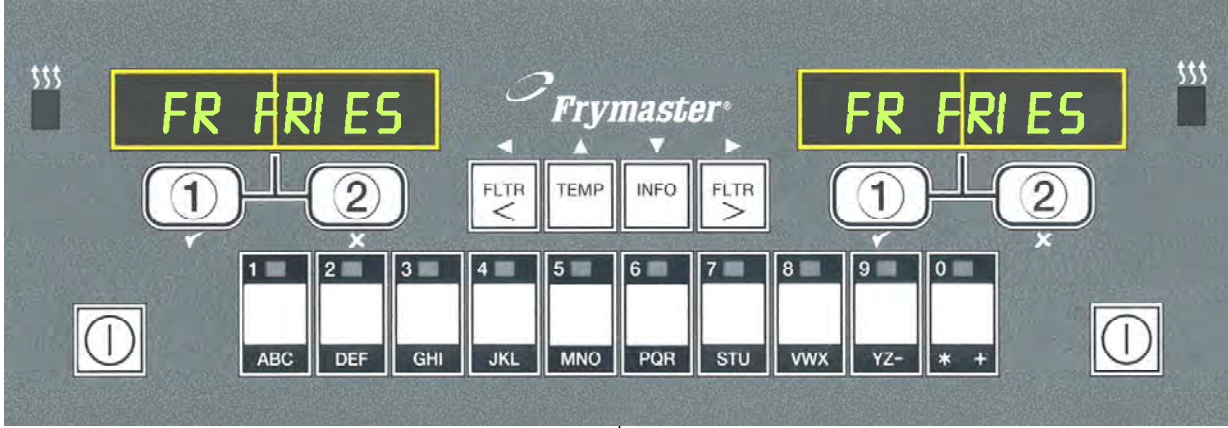 FR FRIES
Frymaster®
FR FRIES
1 2
FLTR < TEMP INFO FLTR >
1 2
1 2 3 4 5 6 7 8 9 0
ABC DEF GHI JKL MNO PQR STU VWX YZ- * +